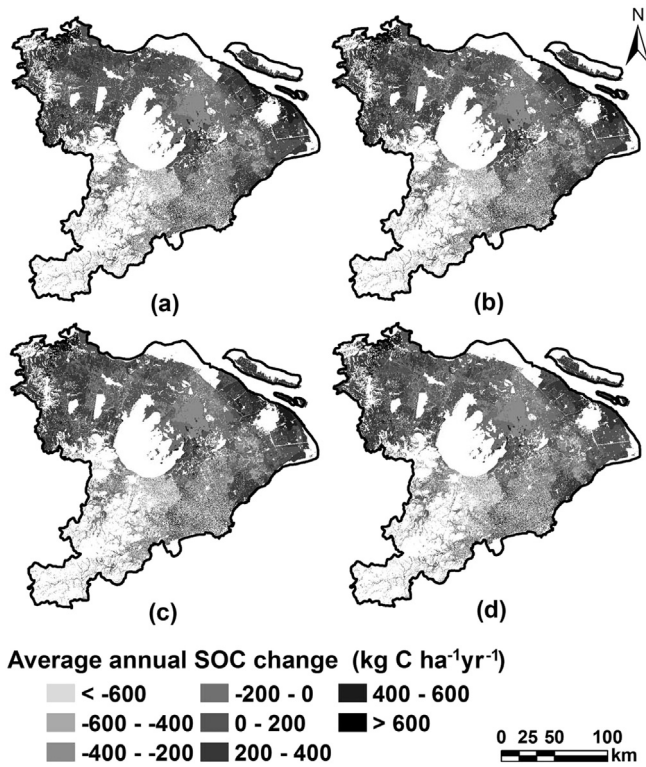 N
(a)
(b)
(c)
(d)
Average annual SOC change (kg C ha⁻¹yr⁻¹)
< -600
-200 - 0
400 - 600
-600 - -400
0 - 200
> 600
-400 - -200
200 - 400
0 25 50 100
km